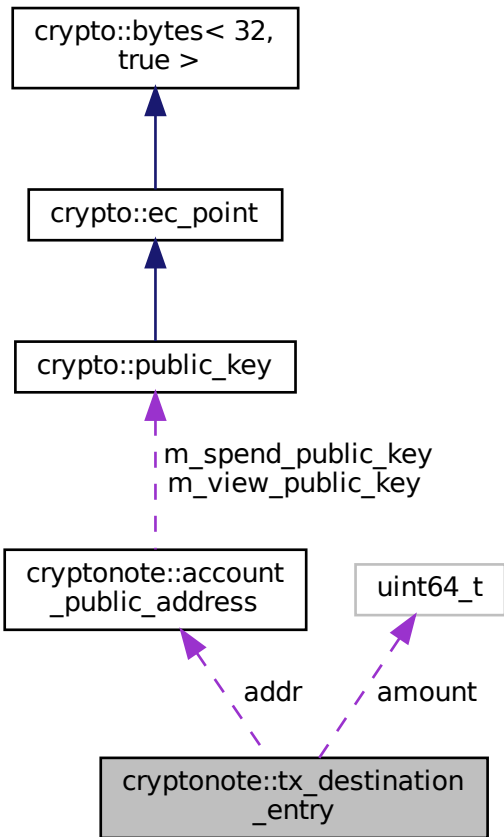 crypto::bytes< 32,
true >
crypto::ec_point
crypto::public_key
m_spend_public_key
m_view_public_key
cryptonote::account
_public_address
uint64_t
addr
amount
cryptonote::tx_destination
_entry